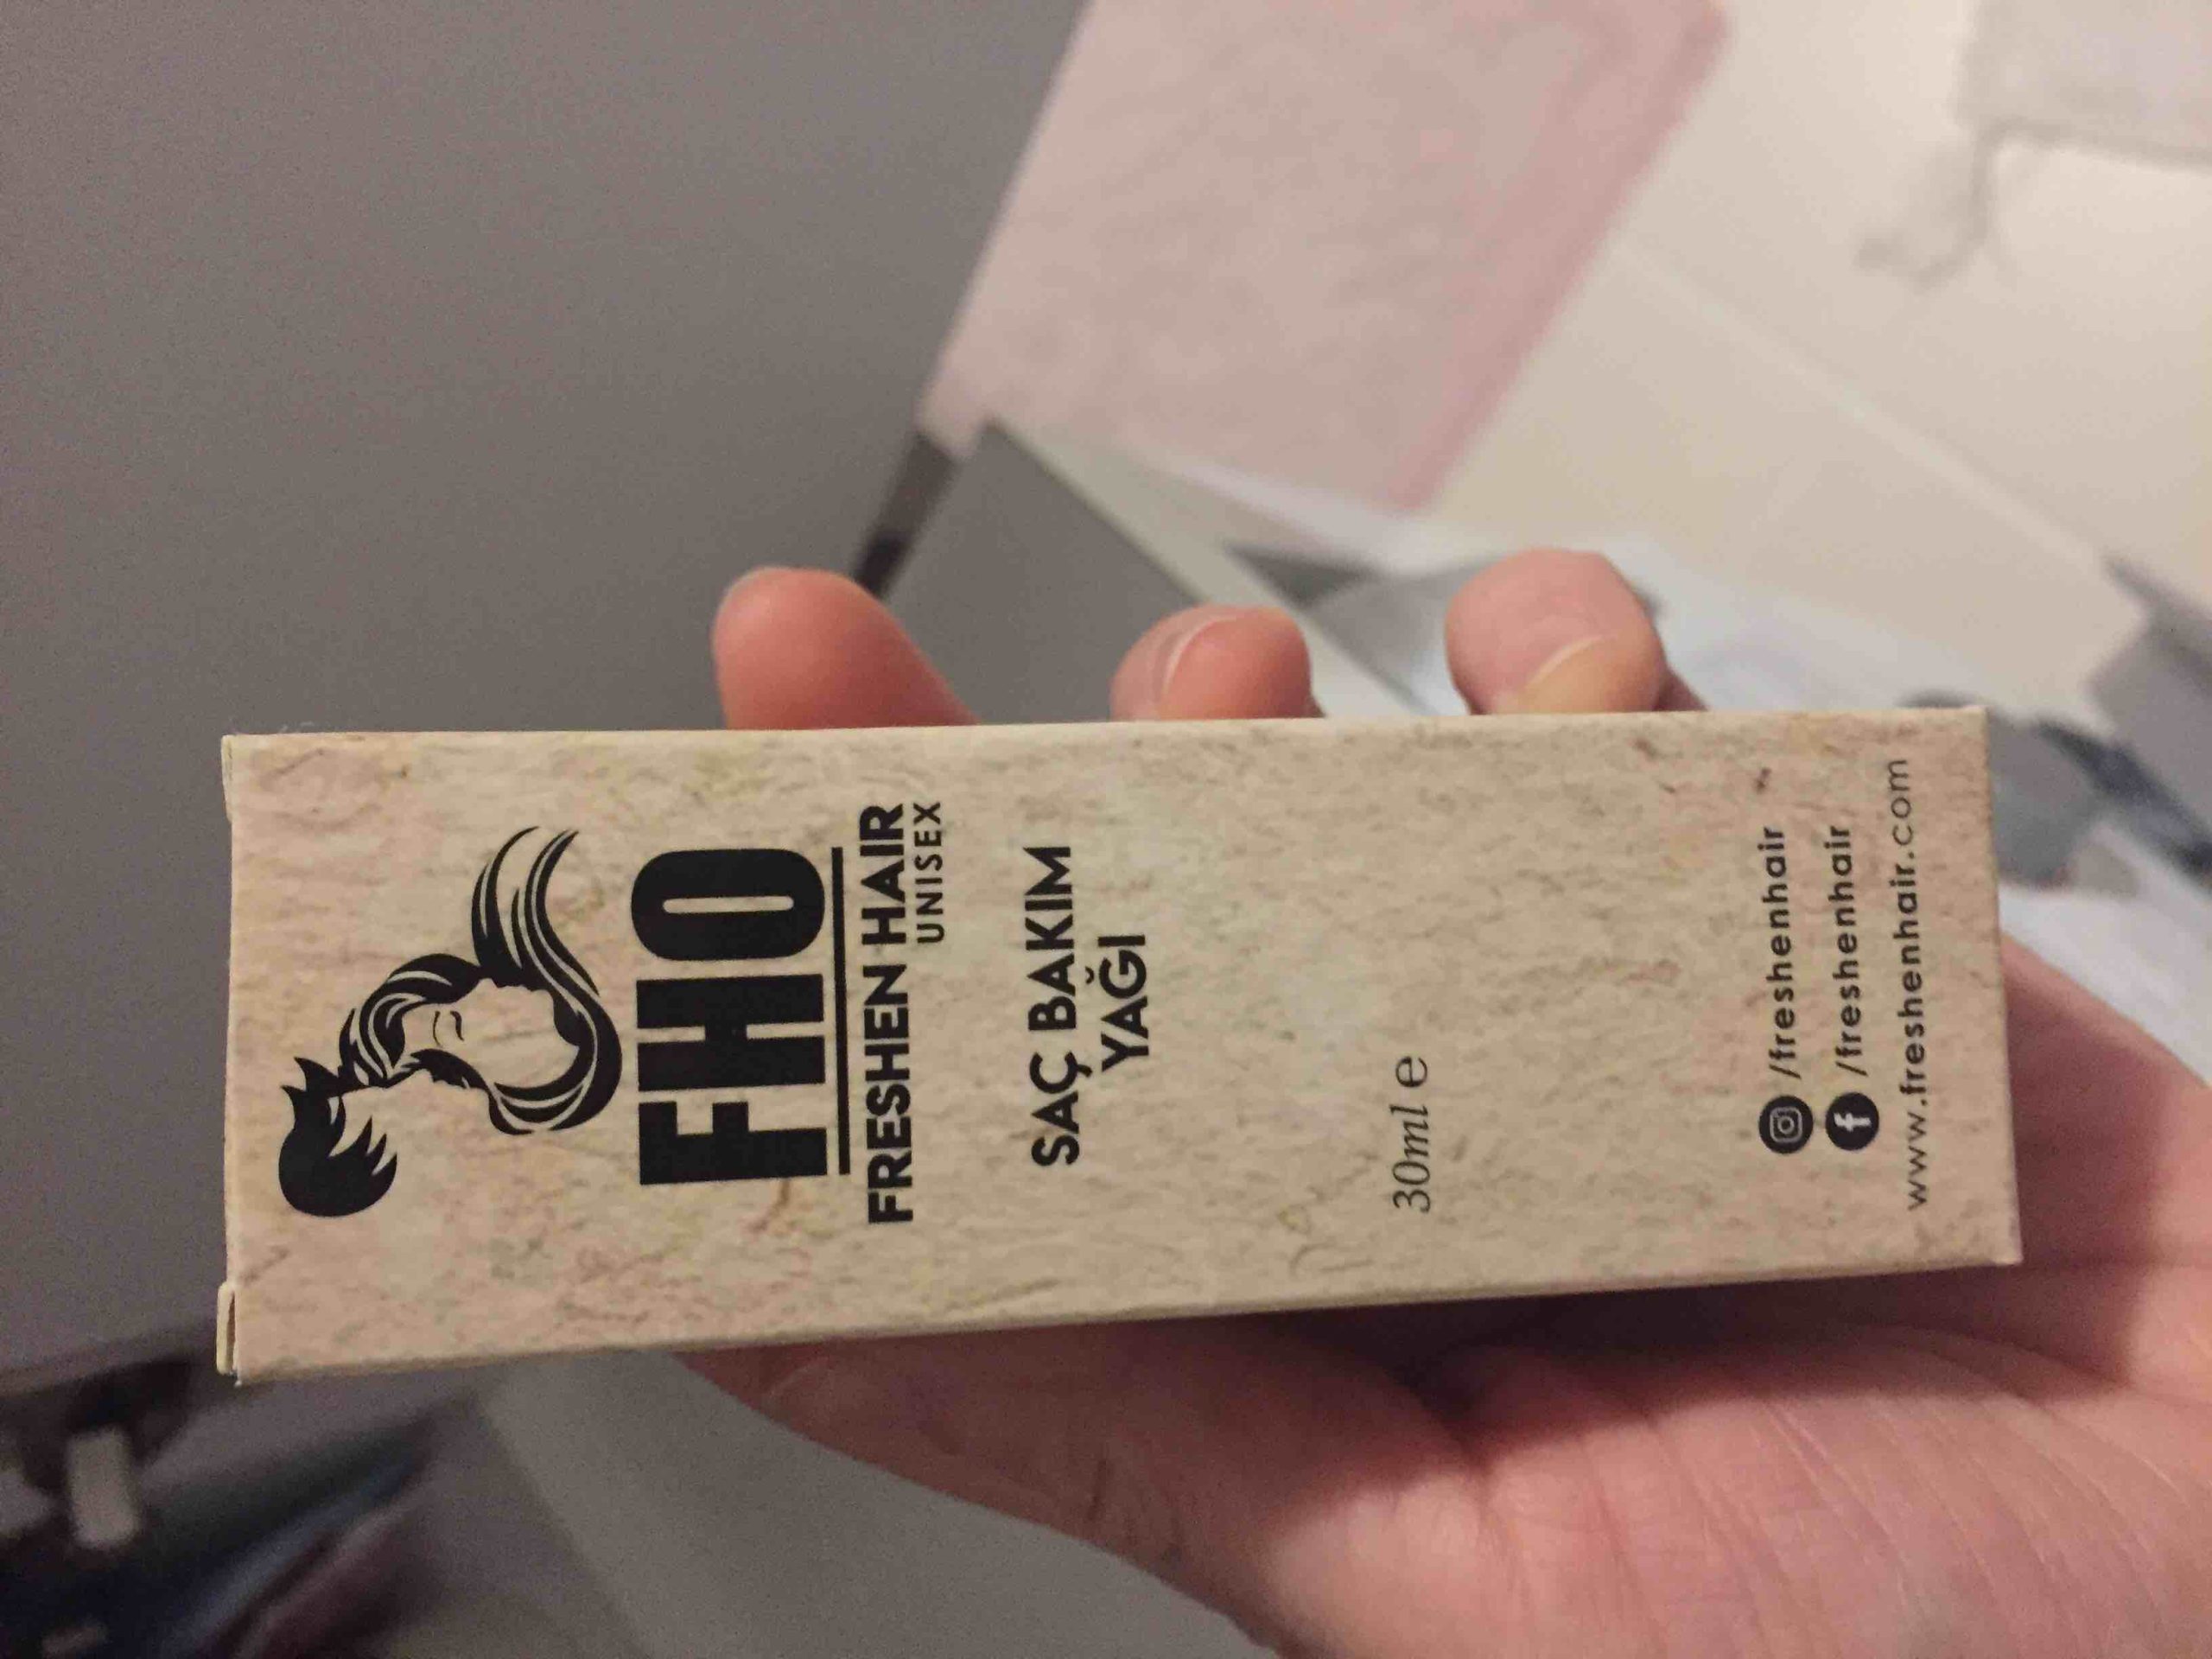 FHO
FRESHEN HAIR
UNISEX
SAÇ BAKIM
YAĞI
30ml e
/freshenhair
/freshenhair
www.freshenhair.com